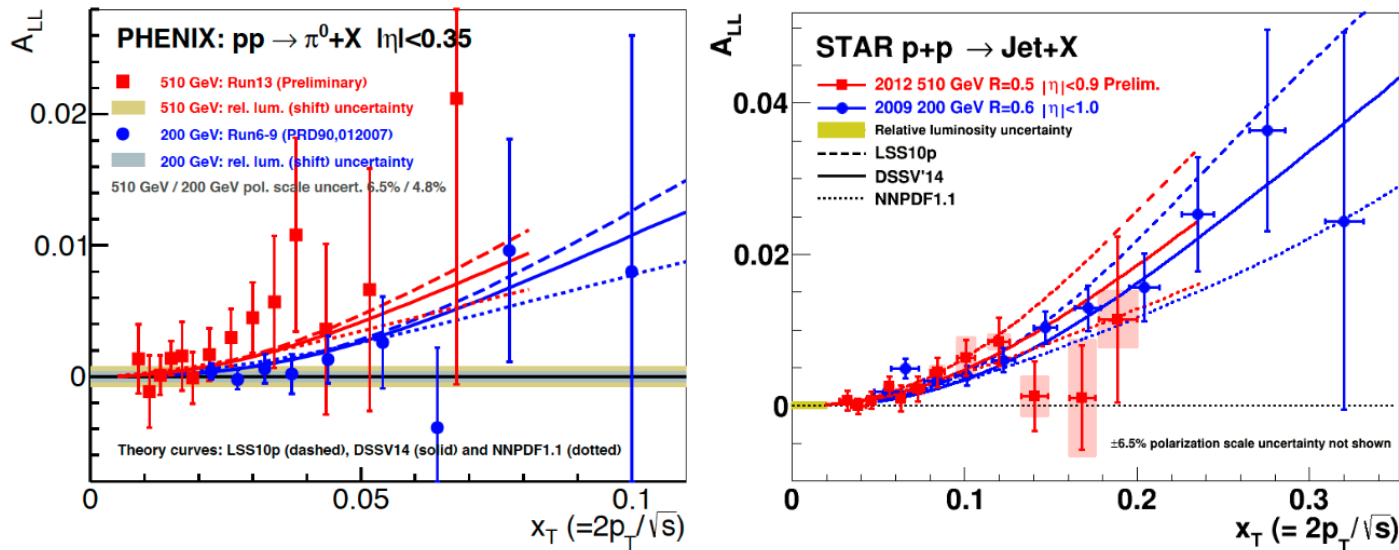 A_LL
PHENIX: pp → π⁰+X |η|<0.35
510 GeV: Run13 (Preliminary)
510 GeV: rel. lum. (shift) uncertainty
200 GeV: Run6-9 (PRD90,012007)
200 GeV: rel. lum. (shift) uncertainty
510 GeV / 200 GeV pol. scale uncert. 6.5% / 4.8%
0.02
0.01
0
Theory curves: LSS10p (dashed), DSSV14 (solid) and NNPDF1.1 (dotted)
0 0.05 0.1
x_T (=2p_T/√s)
A_LL
STAR p+p → Jet+X
2012 510 GeV R=0.5 |η|<0.9 Prelim.
2009 200 GeV R=0.6 |η|<1.0
Relative luminosity uncertainty
LSS10p
DSSV'14
NNPDF1.1
0.04
0.02
0
±6.5% polarization scale uncertainty not shown
0 0.1 0.2 0.3
x_T (= 2p_T/√s)